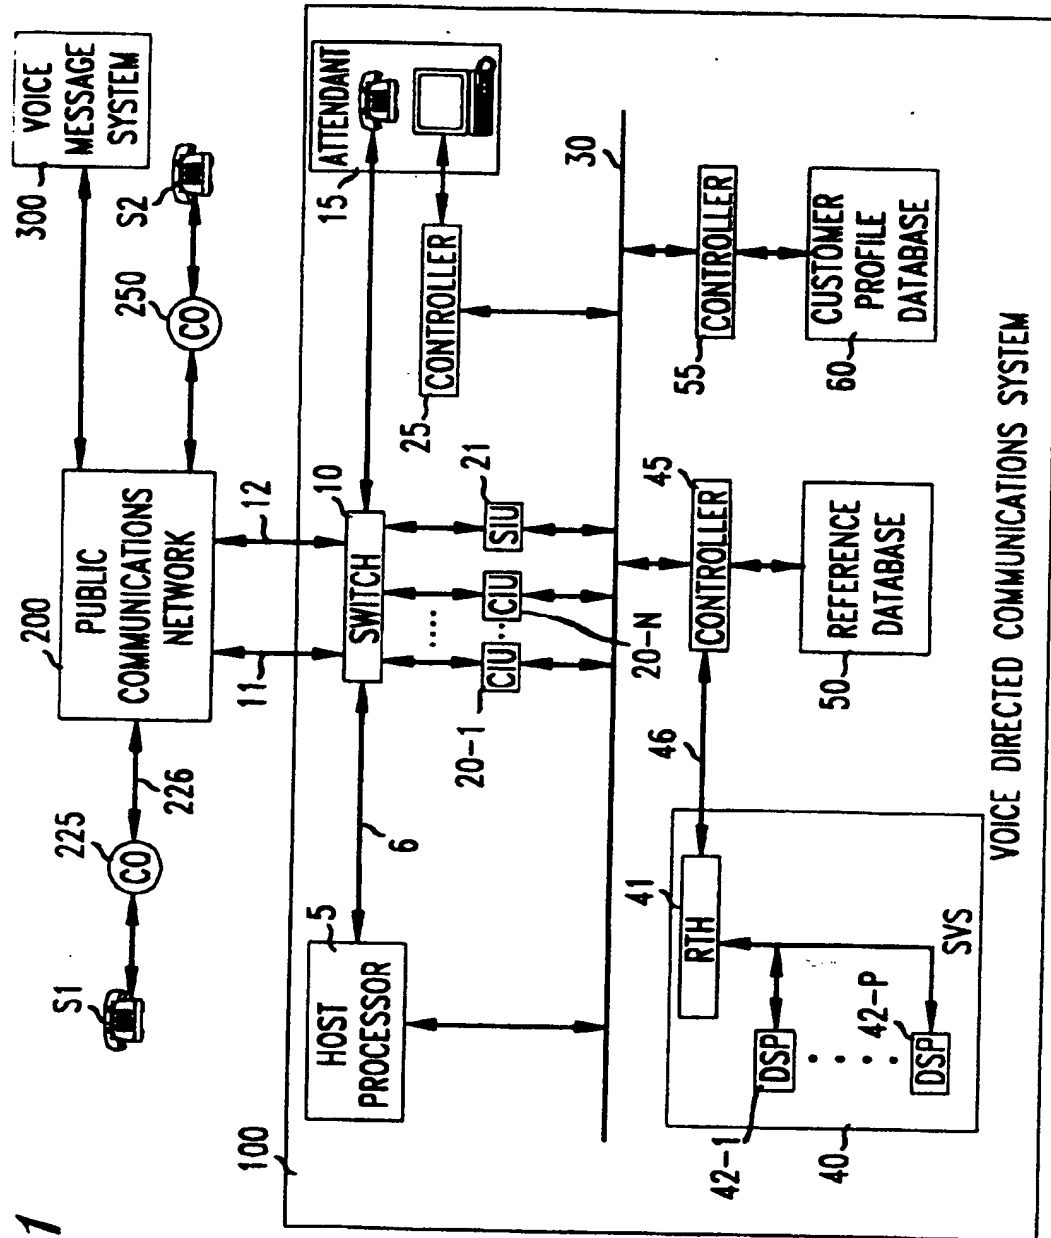 1
S1
225
CO
226
200
PUBLIC
COMMUNICATIONS
NETWORK
300
VOICE
MESSAGE
SYSTEM
250
CO
S2
100
11
12
HOST
PROCESSOR
5
6
SWITCH
10
15
ATTENDANT
CIU
....
CIU
SIU
21
20-1
20-N
25
CONTROLLER
30
41
RTH
46
CONTROLLER
45
55
CONTROLLER
42-1
DSP
42-P
DSP
SVS
40
50
REFERENCE
DATABASE
60
CUSTOMER
PROFILE
DATABASE
VOICE DIRECTED COMMUNICATIONS SYSTEM